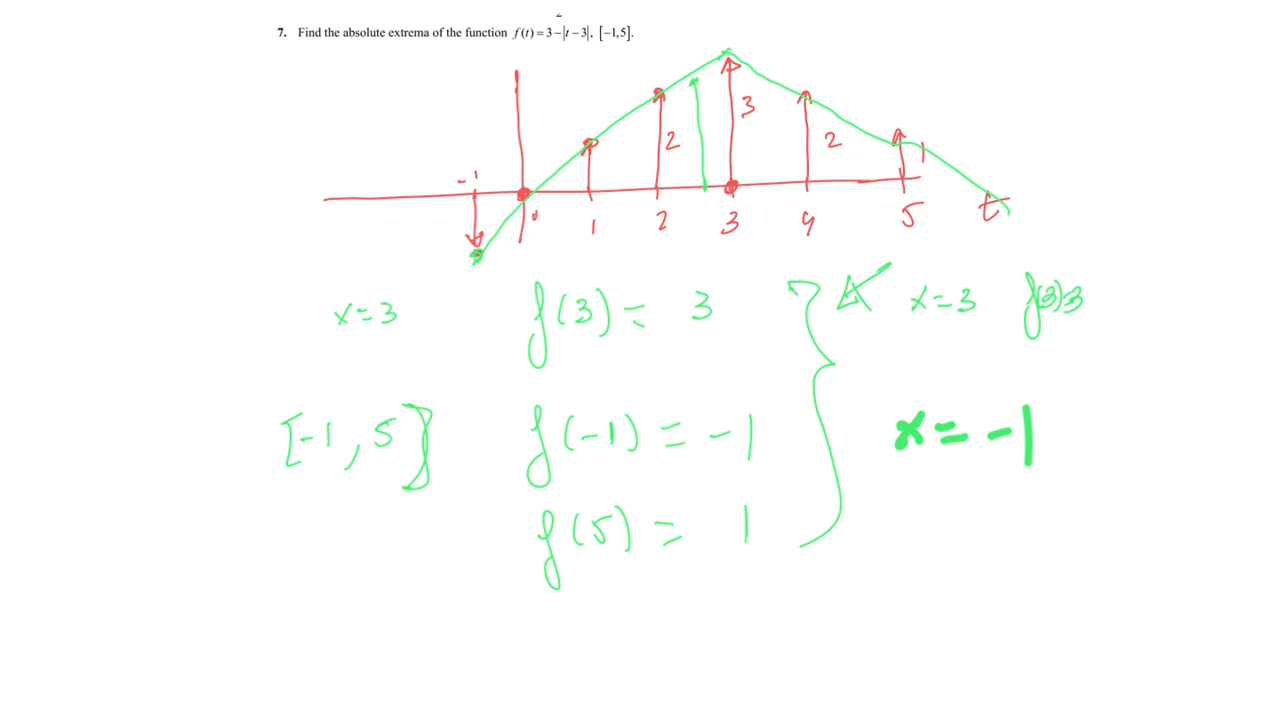 7. Find the absolute extrema of the function f(t) = 3 − |t − 3|, [−1,5].
3
-1 2 2 1
0 1 2 3 4 5 t
x=3 f(3) = 3 x=3 f(3)=3
[-1, 5] f(-1) = -1 x = -1
f(5) = 1